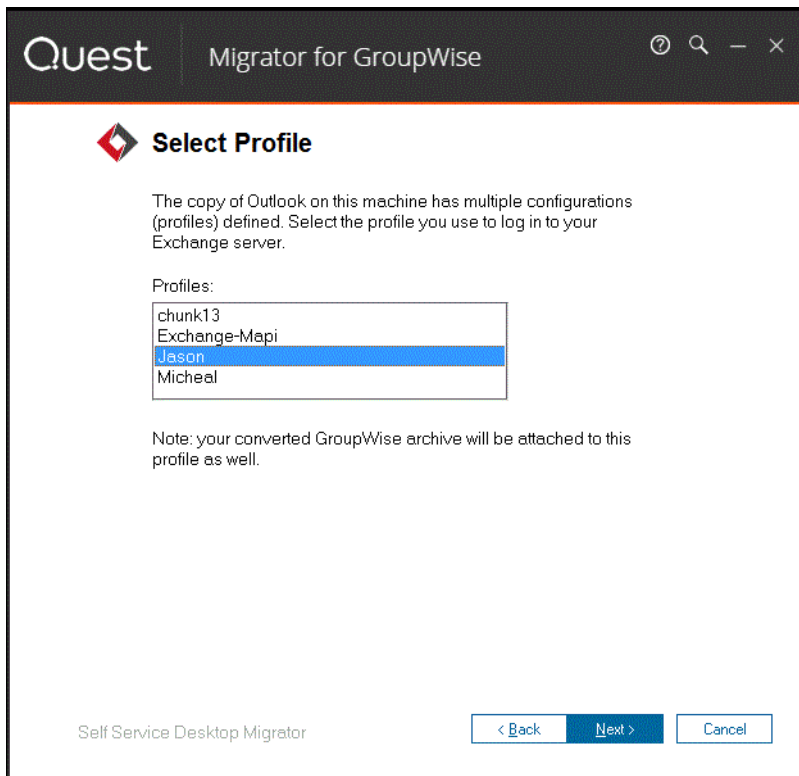 Quest Migrator for GroupWise
Select Profile
The copy of Outlook on this machine has multiple configurations
(profiles) defined. Select the profile you use to log in to your
Exchange server.
Profiles:
chunk13
Exchange-Mapi
Jason
Micheal
Note: your converted GroupWise archive will be attached to this
profile as well.
Self Service Desktop Migrator < Back Next > Cancel